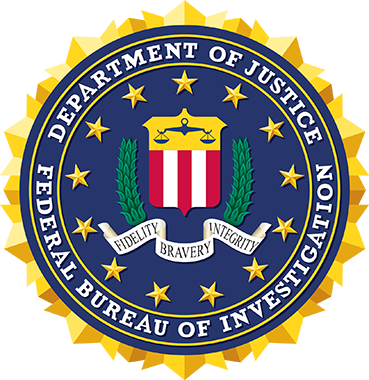 DEPARTMENT OF JUSTICE
FIDELITY
BRAVERY
INTEGRITY
FEDERAL BUREAU OF INVESTIGATION